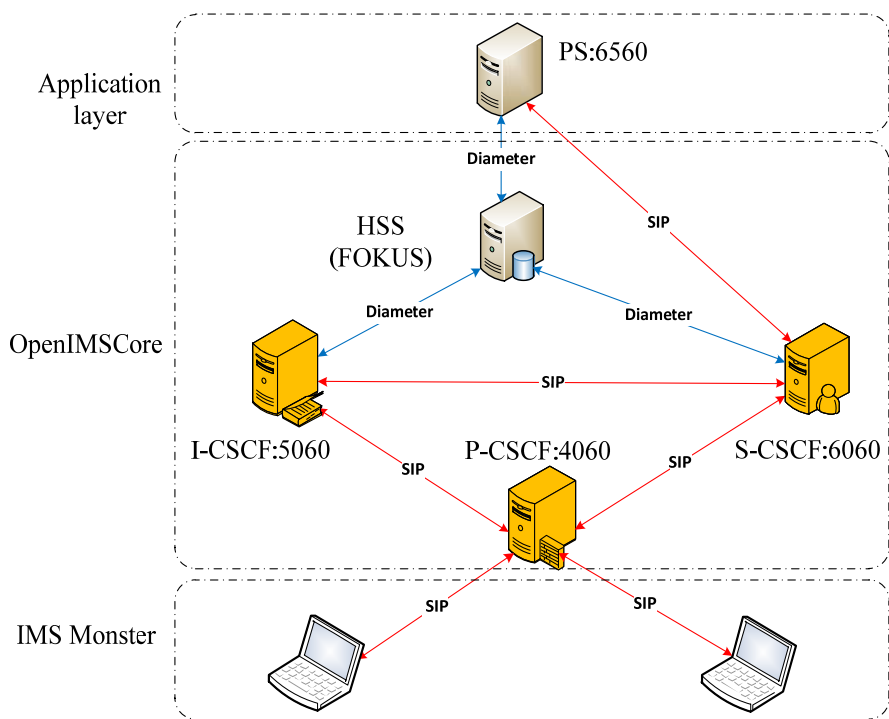 PS:6560
Application
layer
Diameter
HSS
(FOKUS)
SIP
Diameter
Diameter
OpenIMSCore
SIP
I-CSCF:5060
P-CSCF:4060
S-CSCF:6060
SIP
SIP
SIP
SIP
IMS Monster